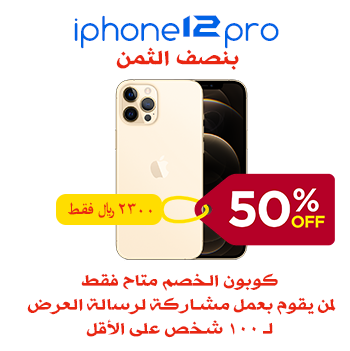 iphone12pro
بنصف الثمن
٢٣٠٠ ريال فقط
50% OFF
كوبون الخصم متاح فقط
لمن يقوم بعمل مشاركة لرسالة العرض
لـ ١٠٠ شخص على الأقل